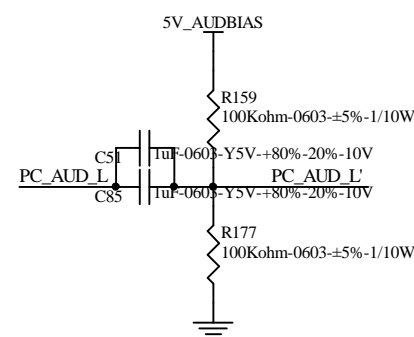 5V_AUDBIAS
R159
100Kohm-0603-±5%-1/10W
C51
1uF-0603-Y5V-+80%-20%-10V
PC_AUD_L
PC_AUD_L'
C85
1uF-0603-Y5V-+80%-20%-10V
R177
100Kohm-0603-±5%-1/10W